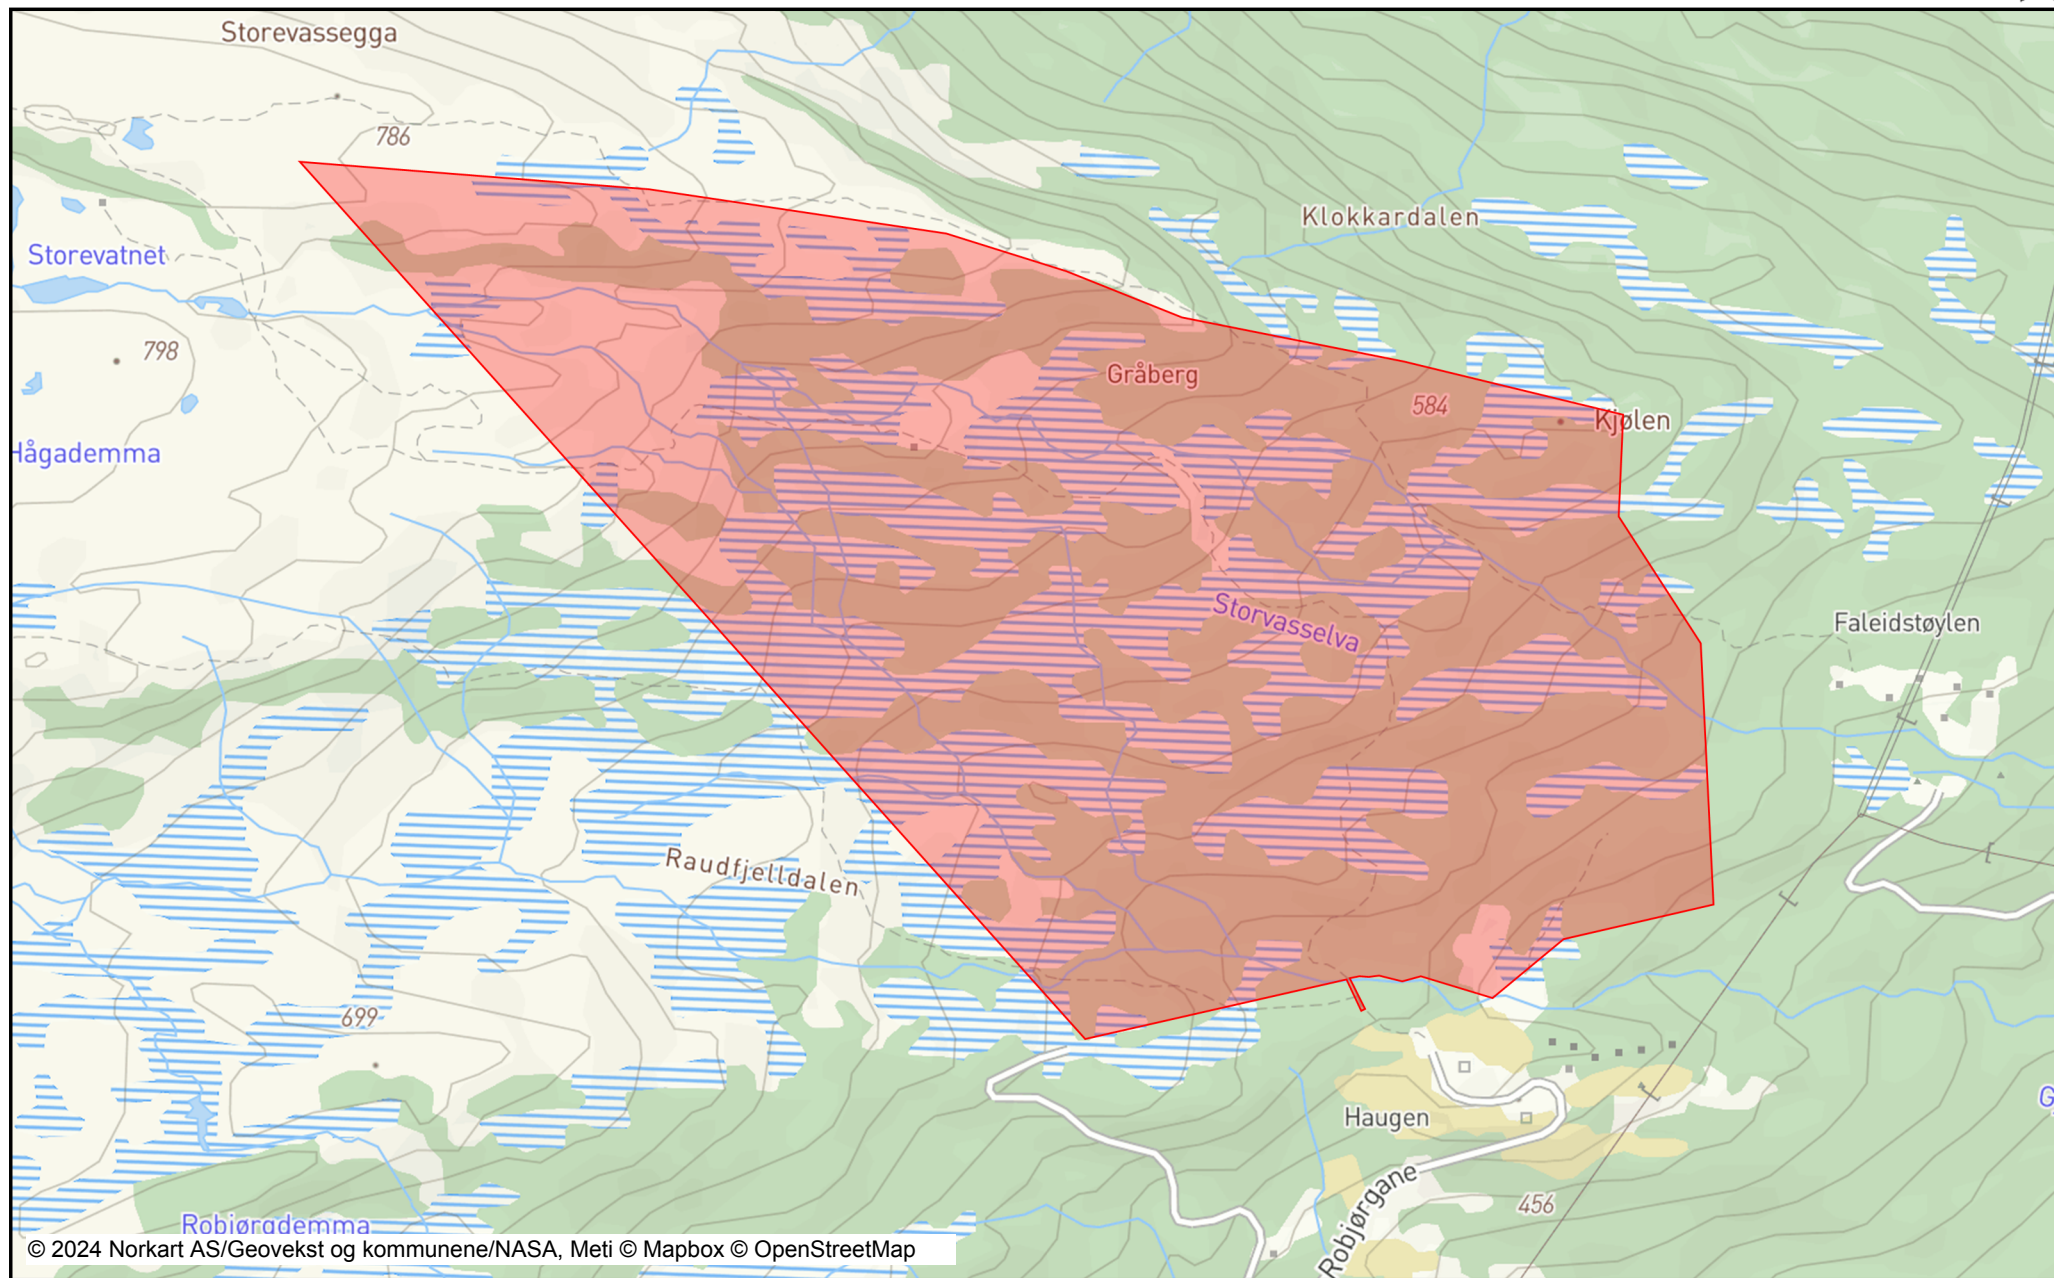 Storevassegga
786
Klokkardalen
Storevatnet
798
Gråberg
584
Kjølen
Hågademma
Storvasselva
Faleidstøylen
Raudfjelldalen
699
Haugen
Robjørgane
456
Robjørgdemma
© 2024 Norkart AS/Geovekst og kommunene/NASA, Meti © Mapbox © OpenStreetMap